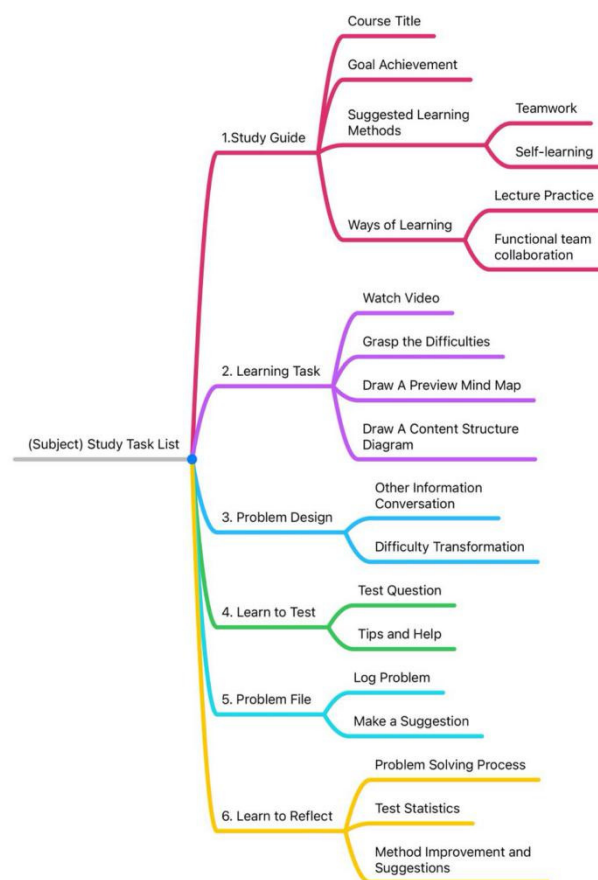 (Subject) Study Task List
1.Study Guide
Course Title
Goal Achievement
Suggested Learning
Methods
Teamwork
Self-learning
Ways of Learning
Lecture Practice
Functional team
collaboration
2. Learning Task
Watch Video
Grasp the Difficulties
Draw A Preview Mind Map
Draw A Content Structure
Diagram
3. Problem Design
Other Information
Conversation
Difficulty Transformation
4. Learn to Test
Test Question
Tips and Help
5. Problem File
Log Problem
Make a Suggestion
6. Learn to Reflect
Problem Solving Process
Test Statistics
Method Improvement and
Suggestions